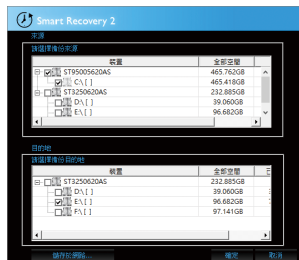 Smart Recovery 2
來源
請選擇備份來源
裝置 全部空間
ST95005620AS 465.762GB
C:\ [ ] 465.418GB
ST3250620AS 232.885GB
D:\ [ ] 39.060GB
E:\ [ ] 96.682GB
目的地
請選擇備份目的地
裝置 全部空間
ST3250620AS 232.885GB
D:\ [ ] 39.060GB
E:\ [ ] 96.682GB
F:\ [ ] 97.141GB
儲存於網路...
確定 取消